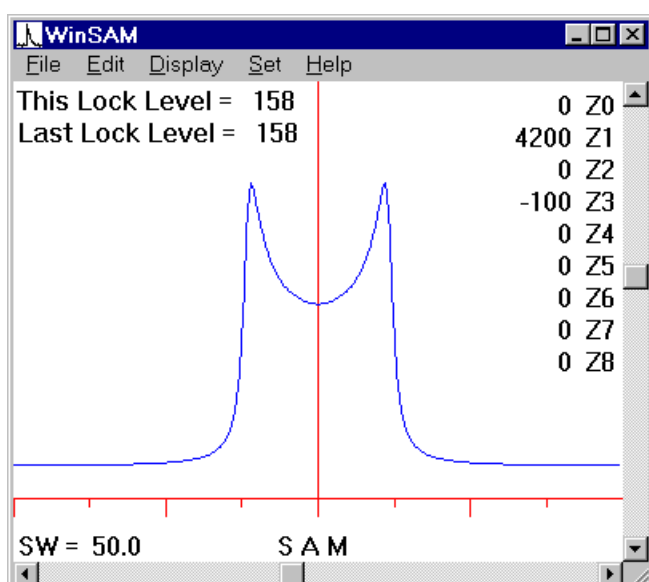 WinSAM
File Edit Display Set Help
This Lock Level = 158
Last Lock Level = 158
0 Z0
4200 Z1
0 Z2
-100 Z3
0 Z4
0 Z5
0 Z6
0 Z7
0 Z8
SW = 50.0
S A M